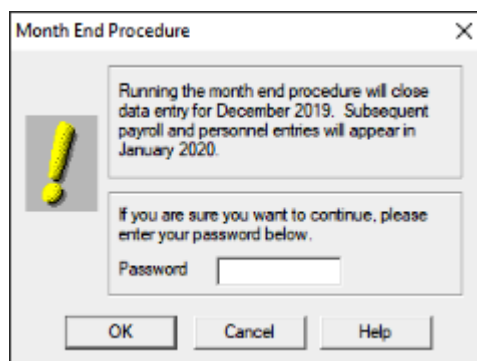 Month End Procedure
Running the month end procedure will close
data entry for December 2019.  Subsequent
payroll and personnel entries will appear in
January 2020.
If you are sure you want to continue, please
enter your password below.
Password
OK Cancel Help